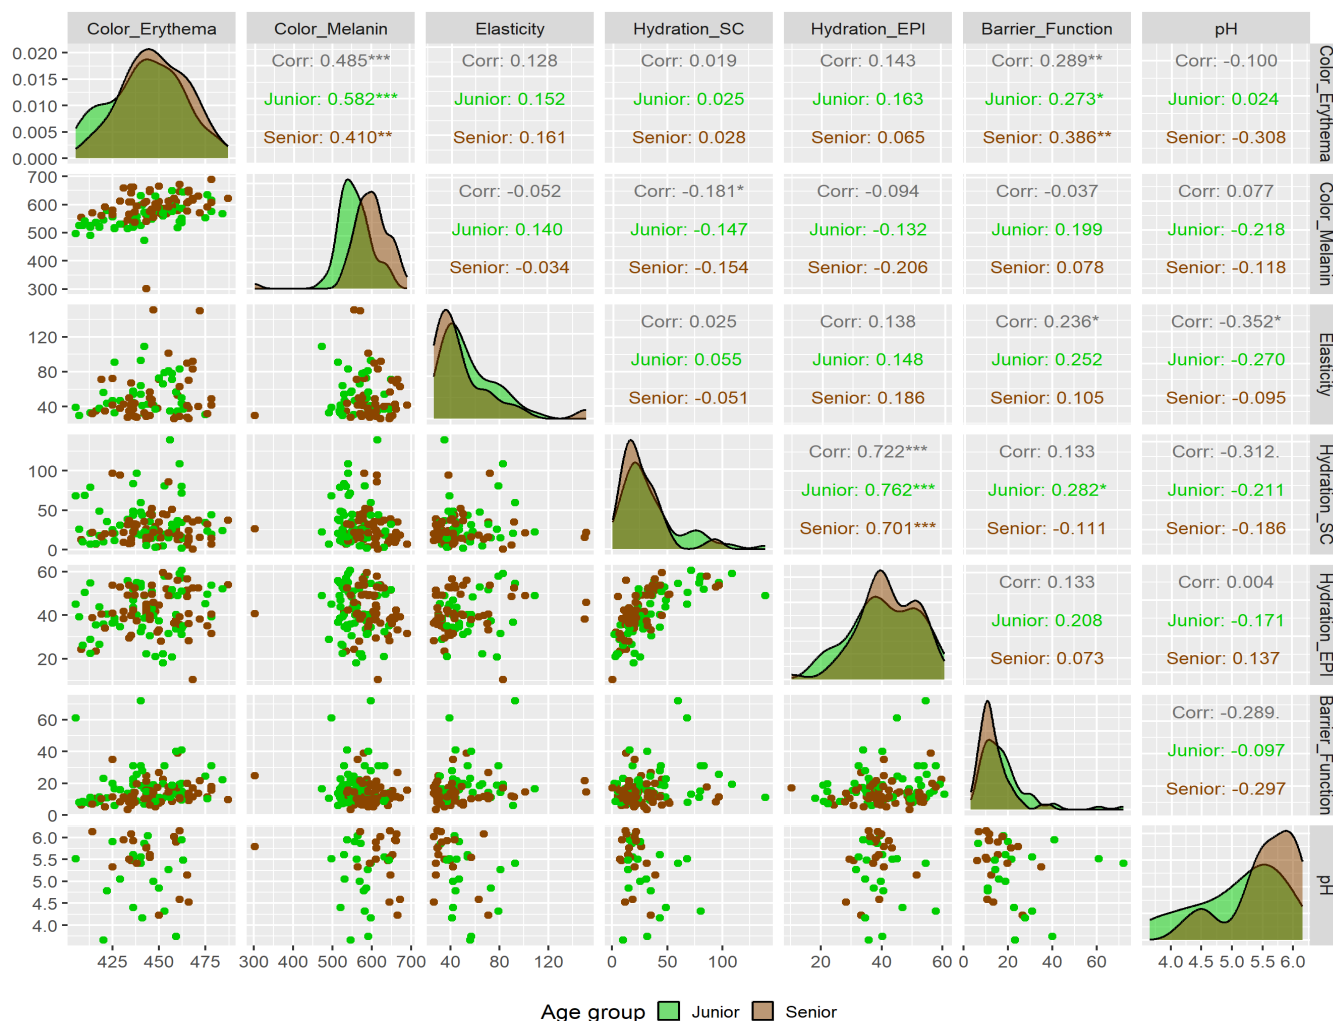 Color_Erythema Color_Melanin Elasticity Hydration_SC Hydration_EPI Barrier_Function pH
0.020
0.015
0.010
0.005
0.000
Corr: 0.485*** Corr: 0.128 Corr: 0.019 Corr: 0.143 Corr: 0.289** Corr: -0.100
Junior: 0.582*** Junior: 0.152 Junior: 0.025 Junior: 0.163 Junior: 0.273* Junior: 0.024
Senior: 0.410** Senior: 0.161 Senior: 0.028 Senior: 0.065 Senior: 0.386** Senior: -0.308
Color_Erythema
700
600
500
400
300
Corr: -0.052 Corr: -0.181* Corr: -0.094 Corr: -0.037 Corr: 0.077
Junior: 0.140 Junior: -0.147 Junior: -0.132 Junior: 0.199 Junior: -0.218
Senior: -0.034 Senior: -0.154 Senior: -0.206 Senior: 0.078 Senior: -0.118
Color_Melanin
120
80
40
Corr: 0.025 Corr: 0.138 Corr: 0.236* Corr: -0.352*
Junior: 0.055 Junior: 0.148 Junior: 0.252 Junior: -0.270
Senior: -0.051 Senior: 0.186 Senior: 0.105 Senior: -0.095
Elasticity
100
50
0
Corr: 0.722*** Corr: 0.133 Corr: -0.312.
Junior: 0.762*** Junior: 0.282* Junior: -0.211
Senior: 0.701*** Senior: -0.111 Senior: -0.186
Hydration_SC
60
40
20
Corr: 0.133 Corr: 0.004
Junior: 0.208 Junior: -0.171
Senior: 0.073 Senior: 0.137
Hydration_EPI
60
40
20
0
Corr: -0.289.
Junior: -0.097
Senior: -0.297
Barrier_Function
6.0
5.5
5.0
4.5
4.0
pH
425 450 475 300 400 500 600 700 40 80 120 0 50 100 20 40 60 0 20 40 60 4.0 4.5 5.0 5.5 6.0
Age group Junior Senior